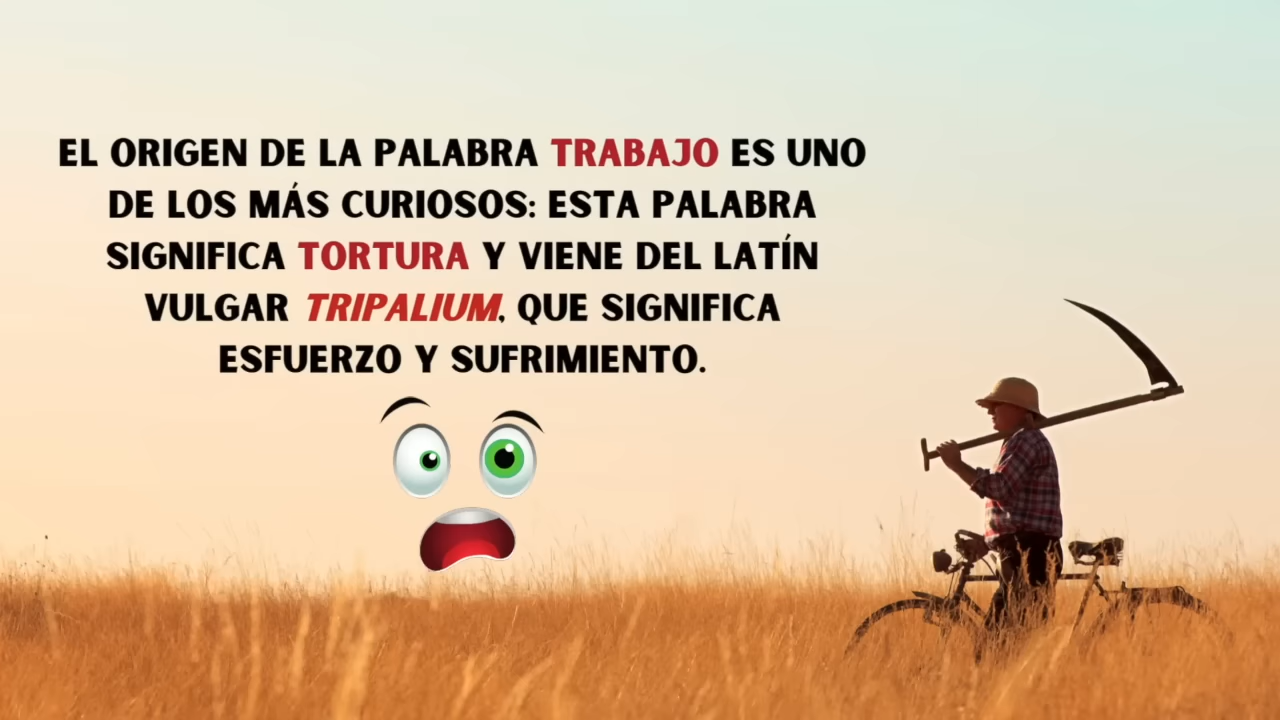 EL ORIGEN DE LA PALABRA TRABAJO ES UNO
DE LOS MÁS CURIOSOS: ESTA PALABRA
SIGNIFICA TORTURA Y VIENE DEL LATÍN
VULGAR TRIPALIUM, QUE SIGNIFICA
ESFUERZO Y SUFRIMIENTO.